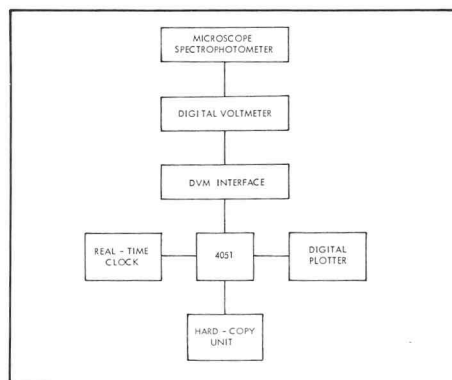 MICROSCOPE
SPECTROPHOTOMETER
DIGITAL VOLTMETER
DVM INTERFACE
REAL - TIME
CLOCK
4051
DIGITAL
PLOTTER
HARD - COPY
UNIT